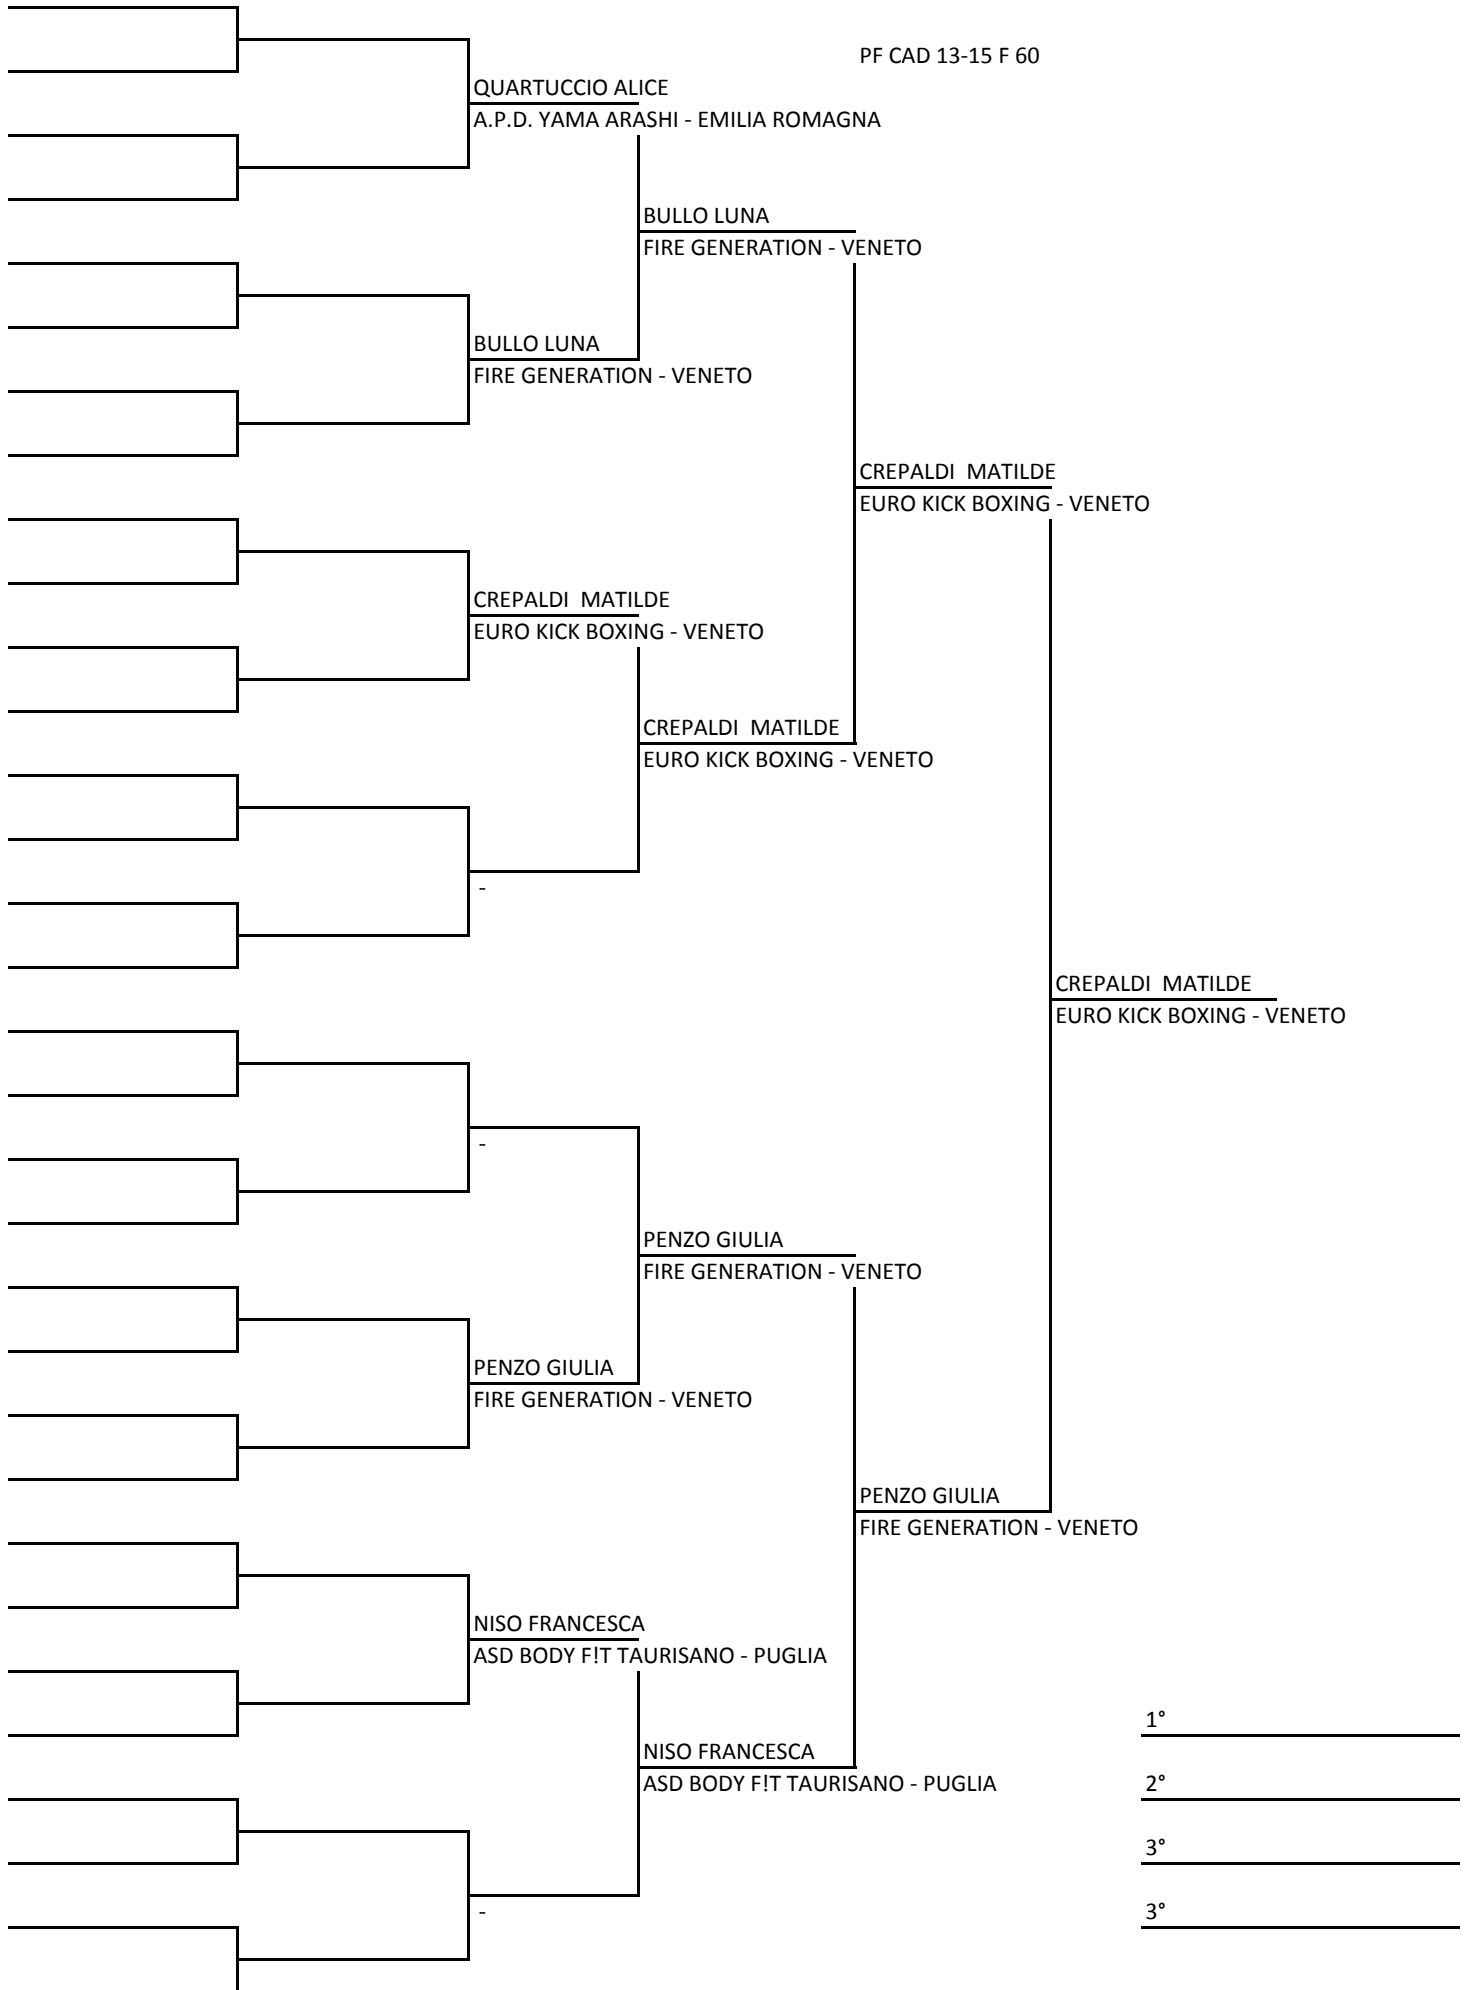 PF CAD 13-15 F 60
QUARTUCCIO ALICE
A.P.D. YAMA ARASHI - EMILIA ROMAGNA
BULLO LUNA
FIRE GENERATION - VENETO
BULLO LUNA
FIRE GENERATION - VENETO
CREPALDI  MATILDE
EURO KICK BOXING - VENETO
CREPALDI  MATILDE
EURO KICK BOXING - VENETO
CREPALDI  MATILDE
EURO KICK BOXING - VENETO
-
CREPALDI  MATILDE
EURO KICK BOXING - VENETO
-
PENZO GIULIA
FIRE GENERATION - VENETO
PENZO GIULIA
FIRE GENERATION - VENETO
PENZO GIULIA
FIRE GENERATION - VENETO
NISO FRANCESCA
ASD BODY F!T TAURISANO - PUGLIA
1°
NISO FRANCESCA
ASD BODY F!T TAURISANO - PUGLIA
2°
3°
3°
-